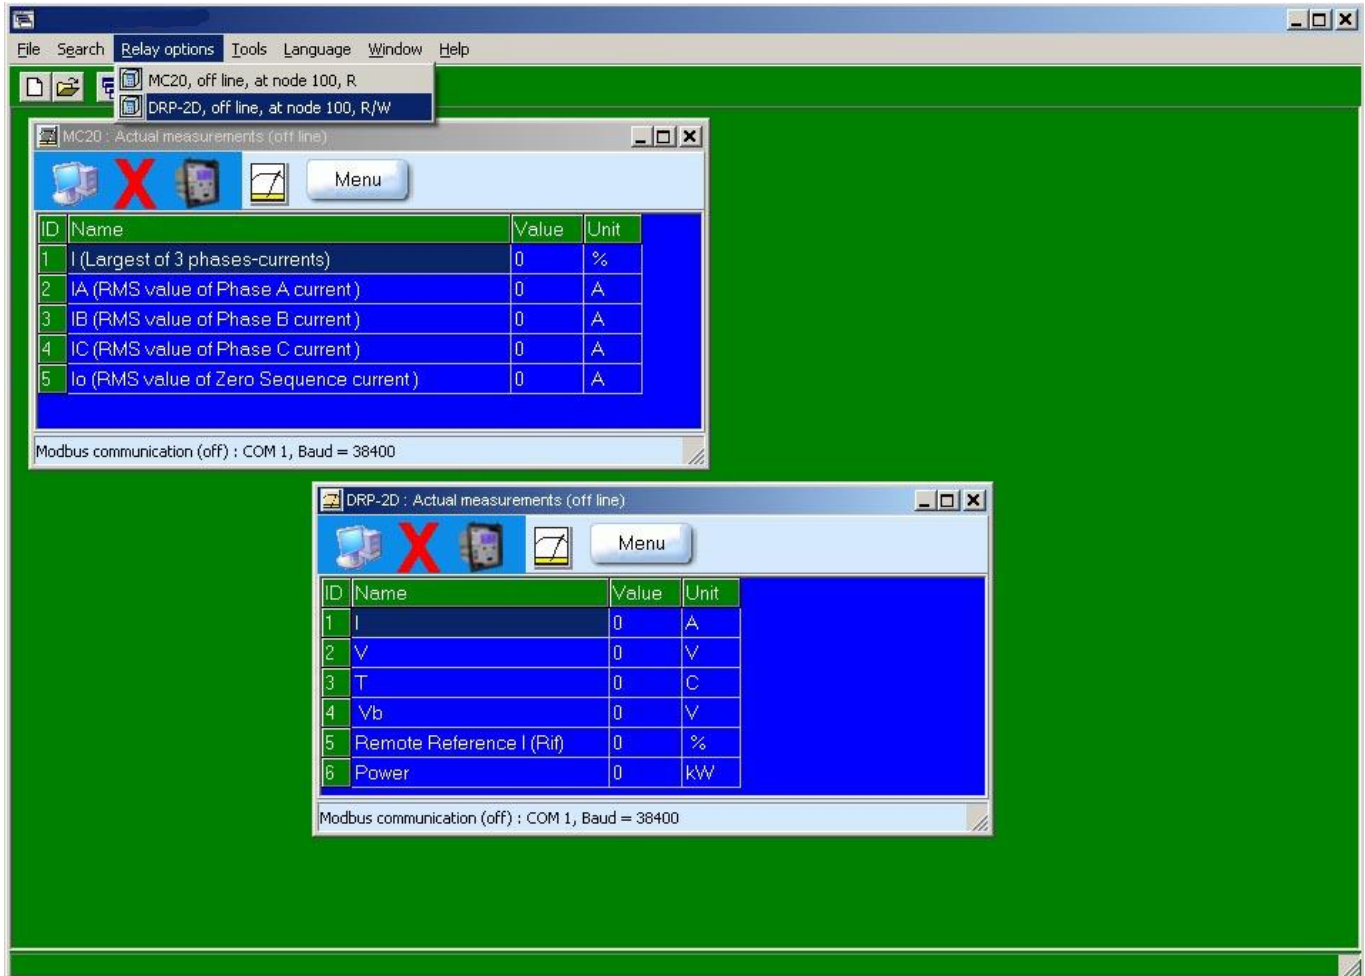 File Search Relay options Tools Language Window Help
MC20, off line, at node 100, R
DRP-2D, off line, at node 100, R/W
MC20 : Actual measurements (off line)
Menu
ID Name Value Unit
1 I (Largest of 3 phases-currents) 0 %
2 IA (RMS value of Phase A current) 0 A
3 IB (RMS value of Phase B current) 0 A
4 IC (RMS value of Phase C current) 0 A
5 Io (RMS value of Zero Sequence current) 0 A
Modbus communication (off) : COM 1, Baud = 38400
DRP-2D : Actual measurements (off line)
Menu
ID Name Value Unit
1 I 0 A
2 V 0 V
3 T 0 C
4 Vb 0 V
5 Remote Reference I (Rif) 0 %
6 Power 0 kW
Modbus communication (off) : COM 1, Baud = 38400